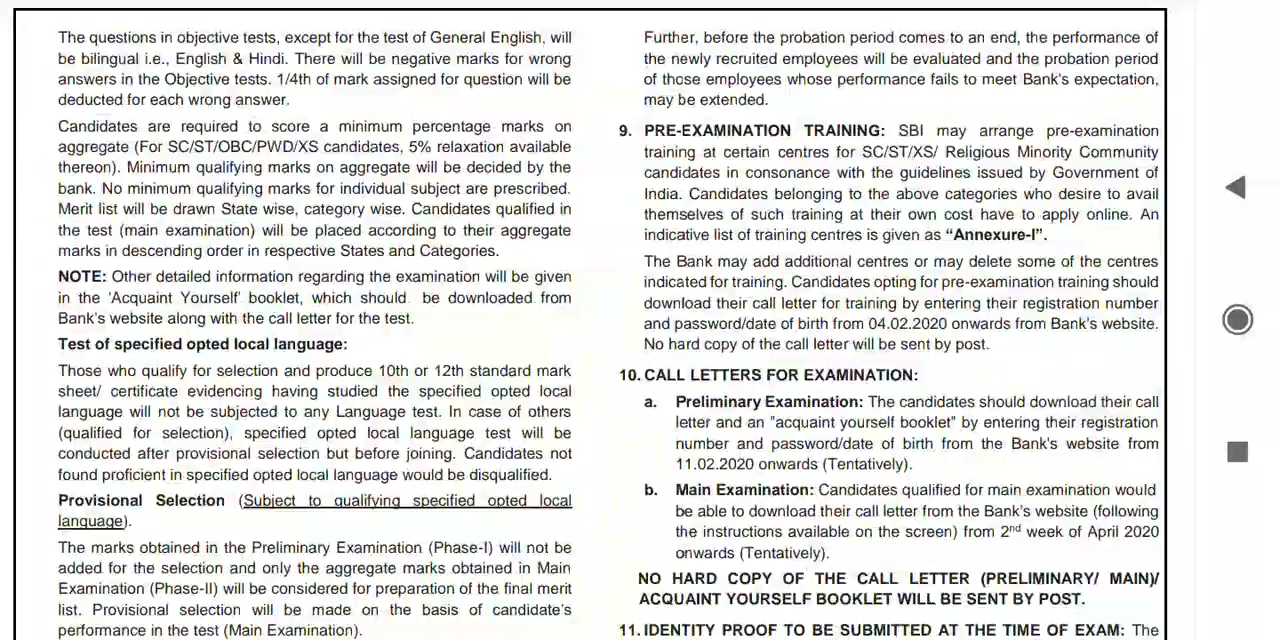 The questions in objective tests, except for the test of General English, will
be bilingual i.e., English & Hindi. There will be negative marks for wrong
answers in the Objective tests. 1/4th of mark assigned for question will be
deducted for each wrong answer.
Candidates are required to score a minimum percentage marks on
aggregate (For SC/ST/OBC/PWD/XS candidates, 5% relaxation available
thereon). Minimum qualifying marks on aggregate will be decided by the
bank. No minimum qualifying marks for individual subject are prescribed.
Merit list will be drawn State wise, category wise. Candidates qualified in
the test (main examination) will be placed according to their aggregate
marks in descending order in respective States and Categories.
NOTE: Other detailed information regarding the examination will be given
in the 'Acquaint Yourself' booklet, which should be downloaded from
Bank's website along with the call letter for the test.
Test of specified opted local language:
Those who qualify for selection and produce 10th or 12th standard mark
sheet/ certificate evidencing having studied the specified opted local
language will not be subjected to any Language test. In case of others
(qualified for selection), specified opted local language test will be
conducted after provisional selection but before joining. Candidates not
found proficient in specified opted local language would be disqualified.
Provisional Selection (Subject to qualifying specified opted local
language).
The marks obtained in the Preliminary Examination (Phase-I) will not be
added for the selection and only the aggregate marks obtained in Main
Examination (Phase-II) will be considered for preparation of the final merit
list. Provisional selection will be made on the basis of candidate's
performance in the test (Main Examination).
Further, before the probation period comes to an end, the performance of
the newly recruited employees will be evaluated and the probation period
of those employees whose performance fails to meet Bank's expectation,
may be extended.
9. PRE-EXAMINATION TRAINING: SBI may arrange pre-examination
training at certain centres for SC/ST/XS/ Religious Minority Community
candidates in consonance with the guidelines issued by Government of
India. Candidates belonging to the above categories who desire to avail
themselves of such training at their own cost have to apply online. An
indicative list of training centres is given as “Annexure-I”.
The Bank may add additional centres or may delete some of the centres
indicated for training. Candidates opting for pre-examination training should
download their call letter for training by entering their registration number
and password/date of birth from 04.02.2020 onwards from Bank's website.
No hard copy of the call letter will be sent by post.
10. CALL LETTERS FOR EXAMINATION:
a. Preliminary Examination: The candidates should download their call
letter and an "acquaint yourself booklet" by entering their registration
number and password/date of birth from the Bank's website from
11.02.2020 onwards (Tentatively).
b. Main Examination: Candidates qualified for main examination would
be able to download their call letter from the Bank's website (following
the instructions available on the screen) from 2nd week of April 2020
onwards (Tentatively).
NO HARD COPY OF THE CALL LETTER (PRELIMINARY/ MAIN)/
ACQUAINT YOURSELF BOOKLET WILL BE SENT BY POST.
11. IDENTITY PROOF TO BE SUBMITTED AT THE TIME OF EXAM: The